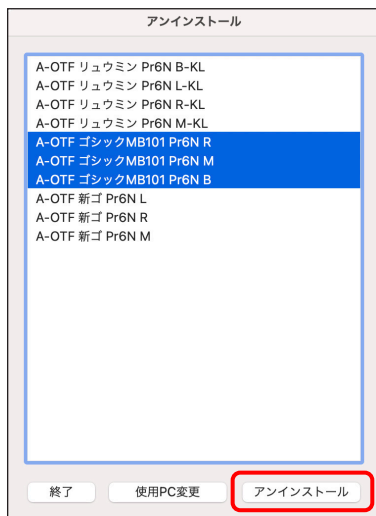 アンインストール
A-OTF リュウミン Pr6N B-KL
A-OTF リュウミン Pr6N L-KL
A-OTF リュウミン Pr6N R-KL
A-OTF リュウミン Pr6N M-KL
A-OTF ゴシックMB101 Pr6N R
A-OTF ゴシックMB101 Pr6N M
A-OTF ゴシックMB101 Pr6N B
A-OTF 新ゴ Pr6N L
A-OTF 新ゴ Pr6N R
A-OTF 新ゴ Pr6N M
終了 使用PC変更 アンインストール